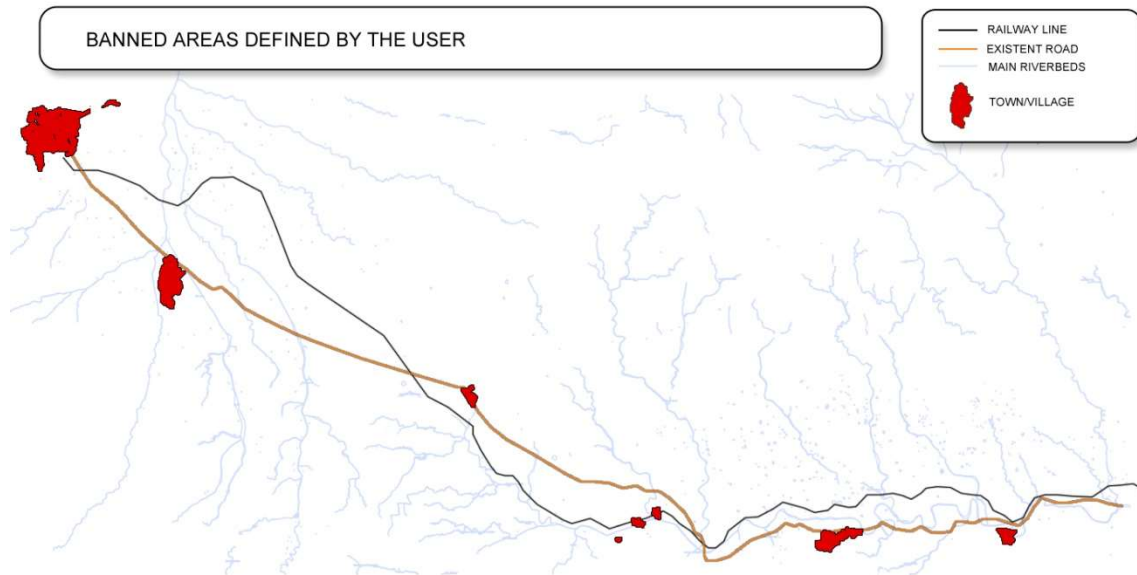 BANNED AREAS DEFINED BY THE USER
RAILWAY LINE
EXISTENT ROAD
MAIN RIVERBEDS
TOWN/VILLAGE